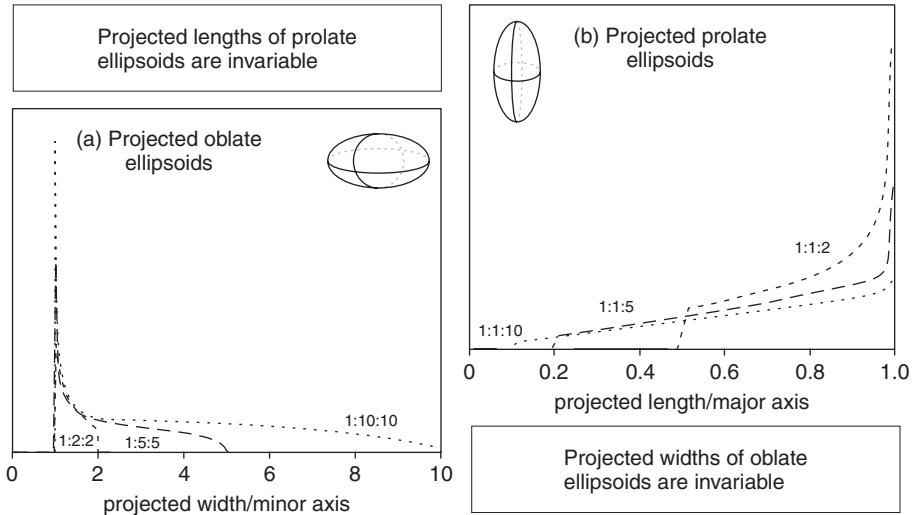 Projected lengths of prolate
ellipsoids are invariable
(a) Projected oblate
ellipsoids
1:10:10
1:2:2
1:5:5
0
2
4
6
8
10
projected width/minor axis
(b) Projected prolate
ellipsoids
1:1:2
1:1:5
1:1:10
0
0.2
0.4
0.6
0.8
1.0
projected length/major axis
Projected widths of oblate
ellipsoids are invariable